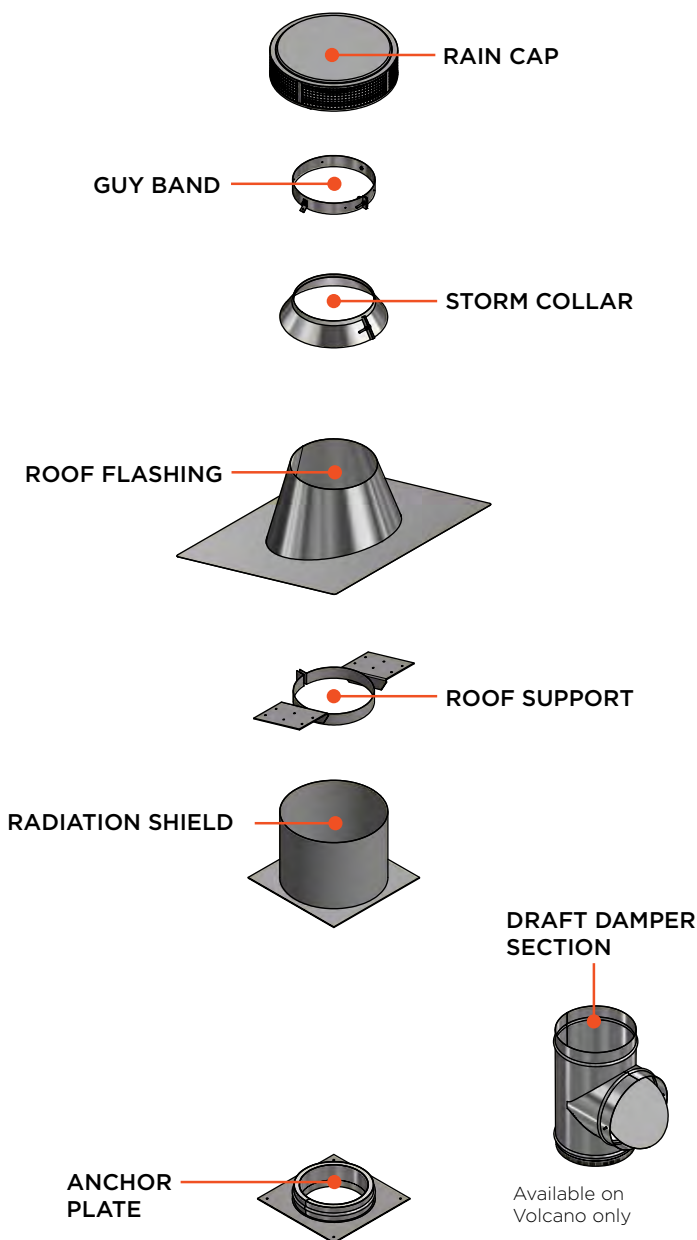 RAIN CAP
GUY BAND
STORM COLLAR
ROOF FLASHING
ROOF SUPPORT
RADIATION SHIELD
DRAFT DAMPER
SECTION
ANCHOR
PLATE
Available on
Volcano only